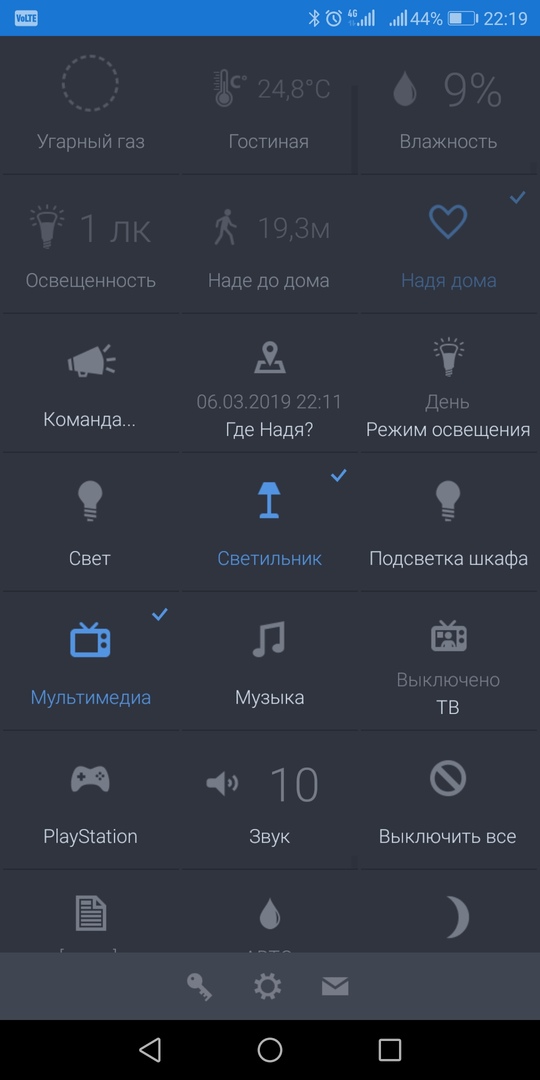 VoLTE 4G 44% 22:19
C° 24,8°C 9%
Угарный газ Гостиная Влажность
1 лк 19,3м
Освещенность Наде до дома Надя дома
06.03.2019 22:11 День
Команда... Где Надя? Режим освещения
Свет Светильник Подсветка шкафа
Выключено
Мультимедиа Музыка ТВ
10
PlayStation Звук Выключить все